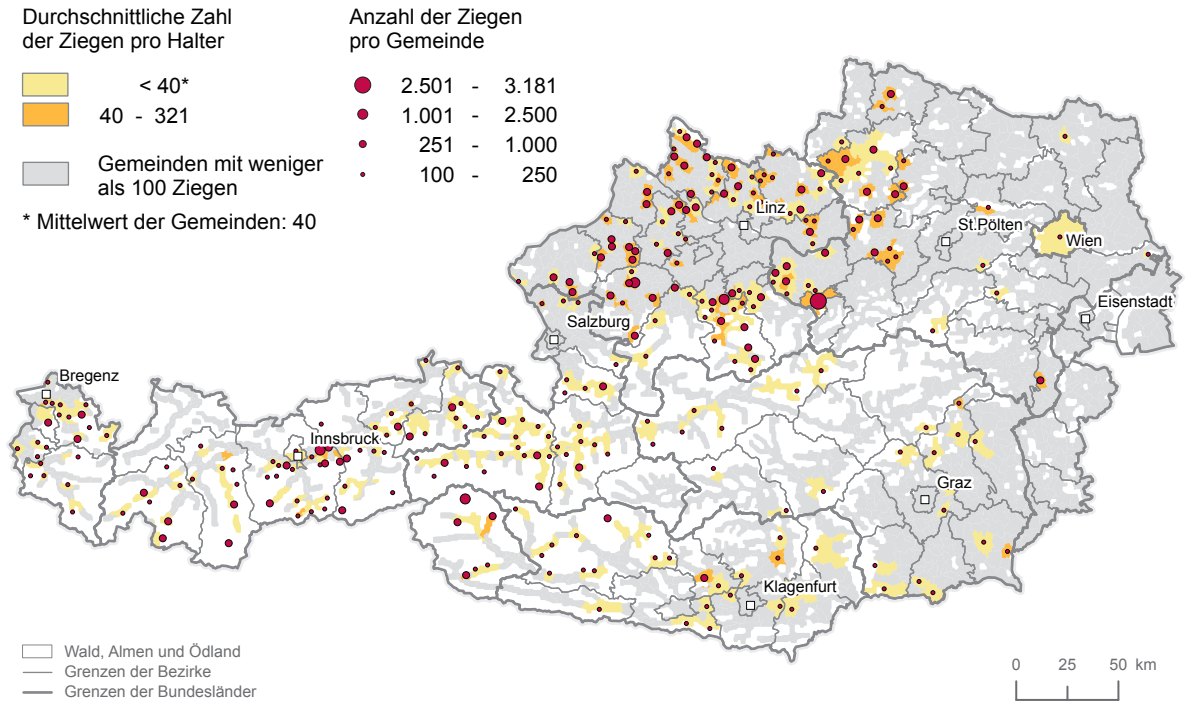 Durchschnittliche Zahl
der Ziegen pro Halter
< 40*
40 - 321
Gemeinden mit weniger
als 100 Ziegen
* Mittelwert der Gemeinden: 40
Anzahl der Ziegen
pro Gemeinde
2.501 - 3.181
1.001 - 2.500
251 - 1.000
100 - 250
Linz
St.Pölten
Wien
Eisenstadt
Salzburg
Bregenz
Innsbruck
Graz
Klagenfurt
Wald, Almen und Ödland
Grenzen der Bezirke
Grenzen der Bundesländer
0 25 50 km